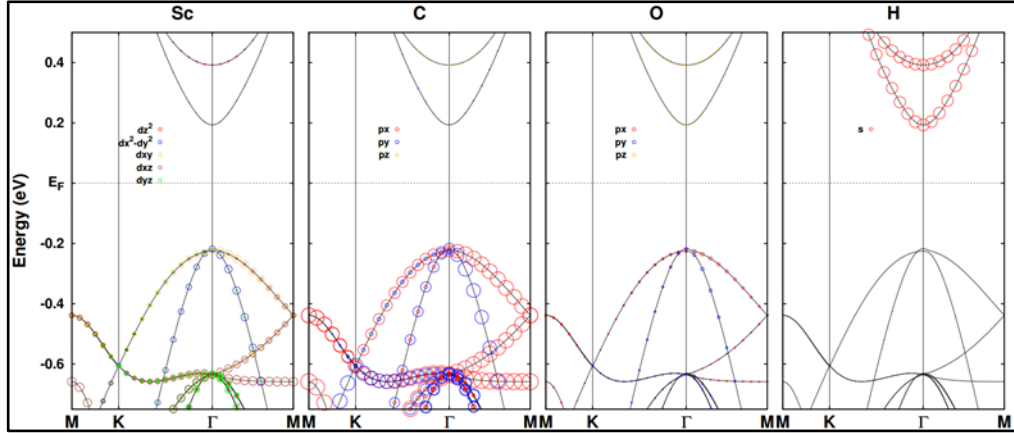 Sc C O H
Energy (eV)
0.4
0.2
E_F
-0.2
-0.4
-0.6
dz²
dx²-dy²
dxy
dxz
dyz
px
py
pz
px
py
pz
s
M K Γ M K Γ M K Γ M K Γ M